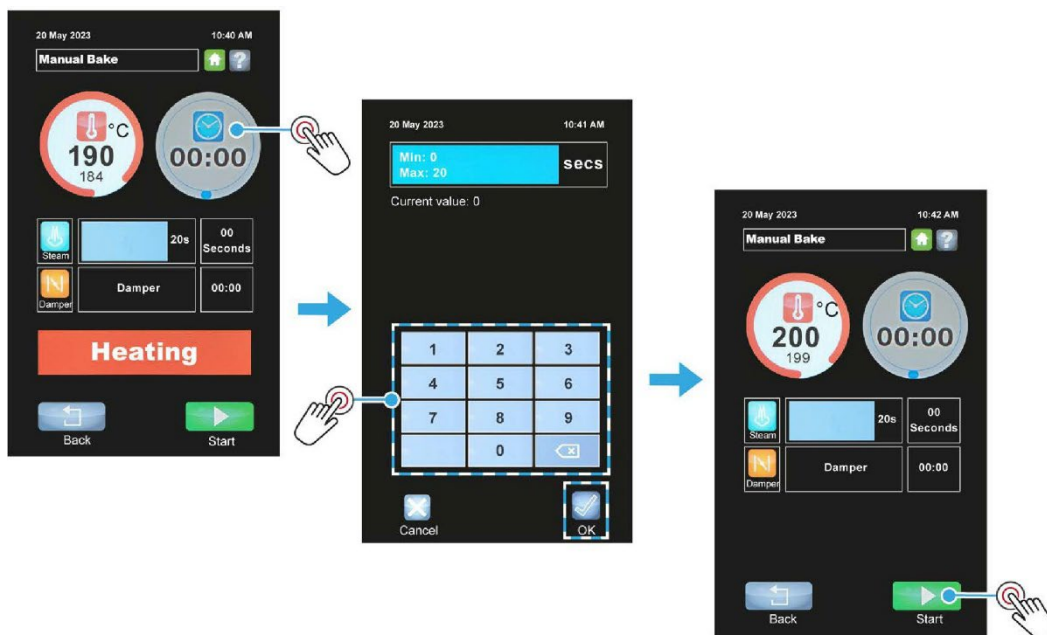 20 May 2023 10:40 AM
Manual Bake ?
°C
190
184
00:00
Steam
20s
00
Seconds
Damper
Damper
00:00
Heating
Back
Start
20 May 2023 10:41 AM
Min: 0
Max: 20
secs
Current value: 0
1 2 3
4 5 6
7 8 9
0
Cancel
OK
20 May 2023 10:42 AM
Manual Bake ?
°C
200
199
00:00
Steam
20s
00
Seconds
Damper
Damper
00:00
Back
Start